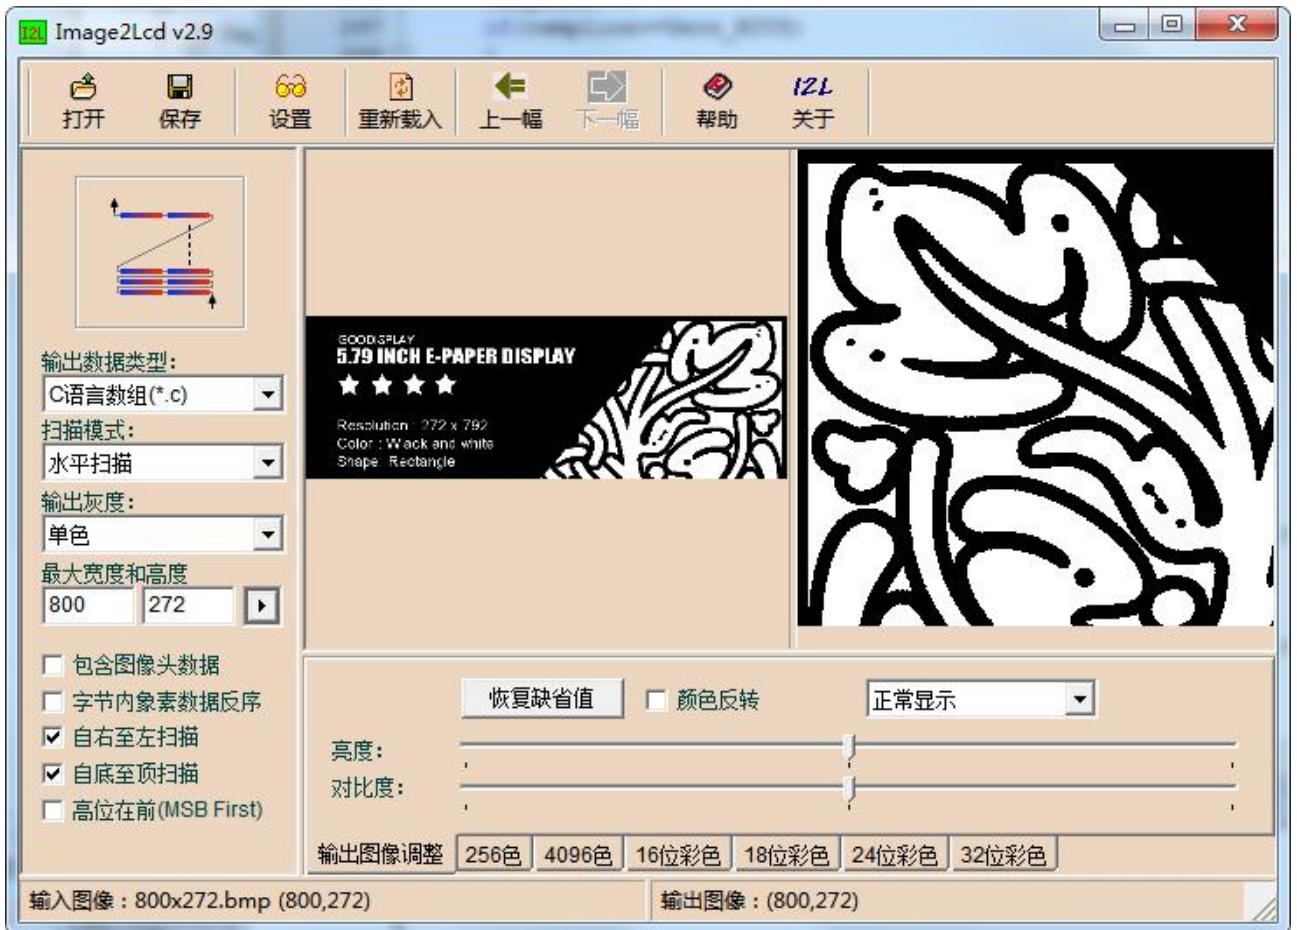 I2L Image2Lcd v2.9
打开 保存 设置 重新载入 上一幅 下一幅 帮助 I2L 关于
输出数据类型:
C语言数组(*.c)
扫描模式:
水平扫描
输出灰度:
单色
最大宽度和高度
800 272
包含图像头数据
字节内象素数据反序
自右至左扫描
自底至顶扫描
高位在前(MSB First)
GOODISPLAY
5.79 INCH E-PAPER DISPLAY
Resolution : 272 x 792
Color : Wack and white
Shape: Rectangle
恢复缺省值 颜色反转 正常显示
亮度:
对比度:
输出图像调整 256色 4096色 16位彩色 18位彩色 24位彩色 32位彩色
输入图像:800x272.bmp (800,272) 输出图像:(800,272)